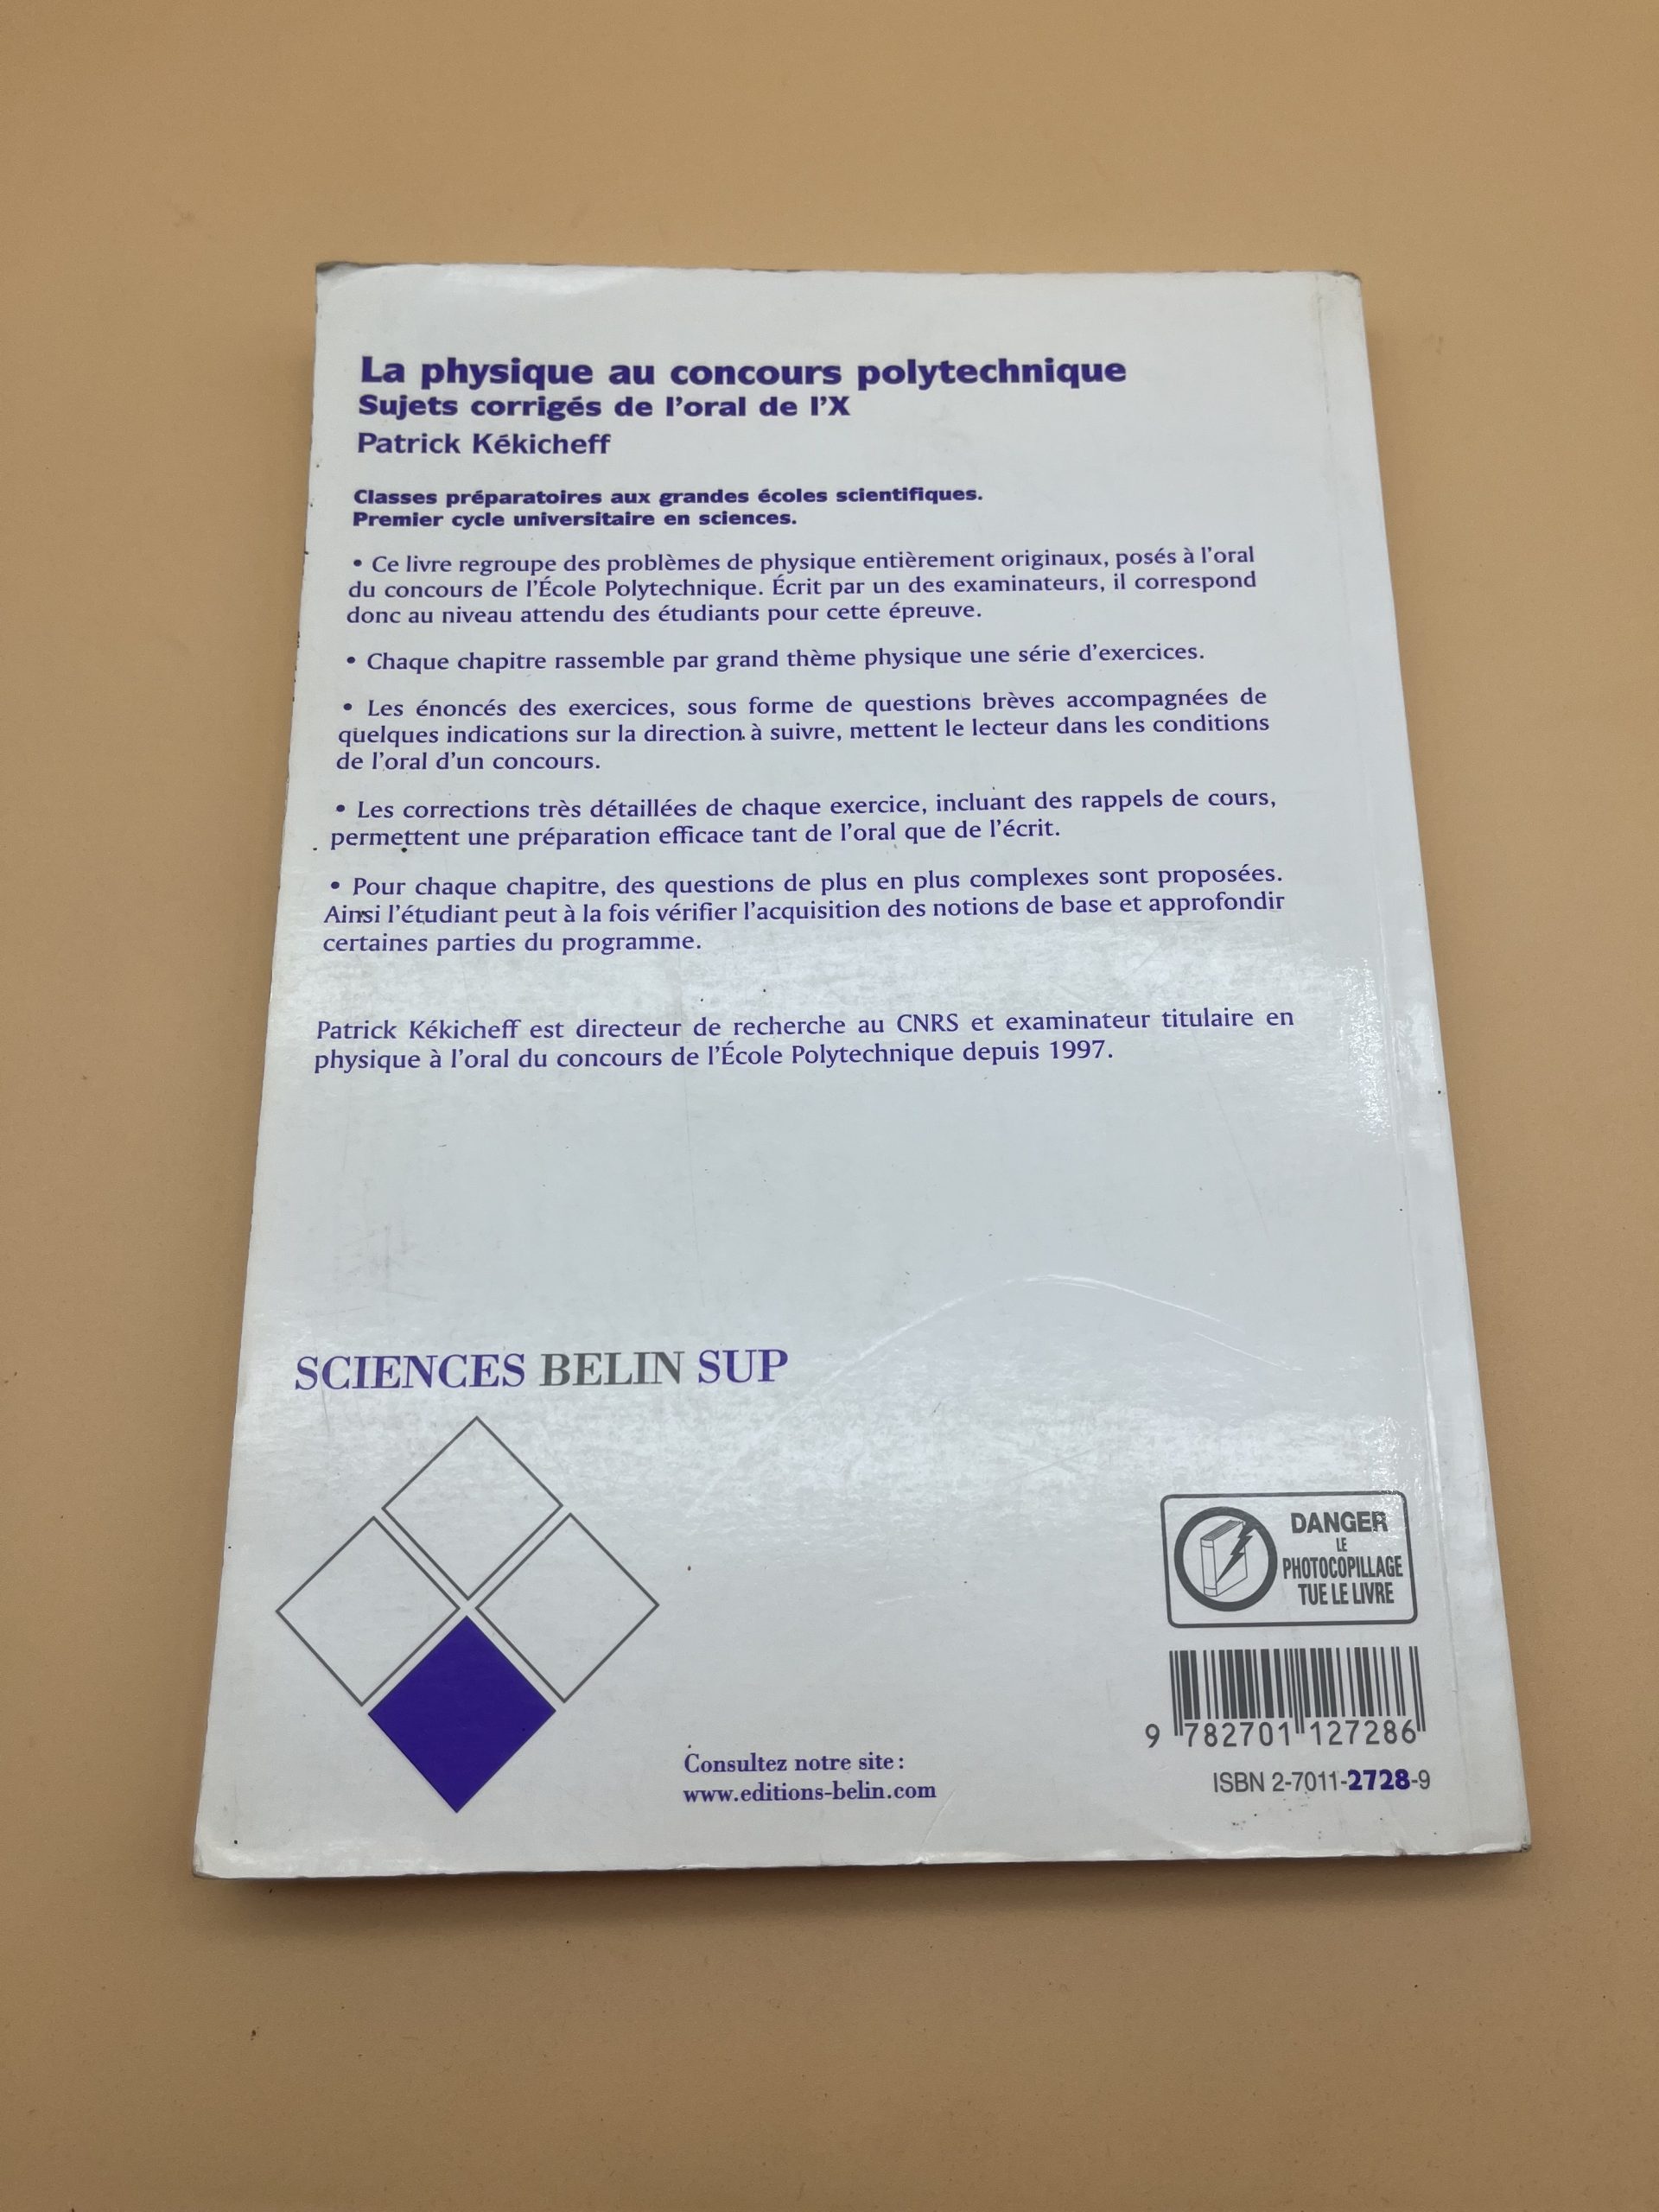 La physique au concours polytechnique
Sujets corrigés de l'oral de l'X
Patrick Kékicheff
Classes préparatoires aux grandes écoles scientifiques.
Premier cycle universitaire en sciences.
• Ce livre regroupe des problèmes de physique entièrement originaux, posés à l'oral
du concours de l'École Polytechnique. Écrit par un des examinateurs, il correspond
donc au niveau attendu des étudiants pour cette épreuve.
• Chaque chapitre rassemble par grand thème physique une série d'exercices.
• Les énoncés des exercices, sous forme de questions brèves accompagnées de
quelques indications sur la direction à suivre, mettent le lecteur dans les conditions
de l'oral d'un concours.
• Les corrections très détaillées de chaque exercice, incluant des rappels de cours,
permettent une préparation efficace tant de l'oral que de l'écrit.
• Pour chaque chapitre, des questions de plus en plus complexes sont proposées.
Ainsi l'étudiant peut à la fois vérifier l'acquisition des notions de base et approfondir
certaines parties du programme.
Patrick Kékicheff est directeur de recherche au CNRS et examinateur titulaire en
physique à l'oral du concours de l'École Polytechnique depuis 1997.
SCIENCES BELIN SUP
DANGER
LE
PHOTOCOPILLAGE
TUE LE LIVRE
9 782701 127286
ISBN 2-7011-2728-9
Consultez notre site :
www.editions-belin.com